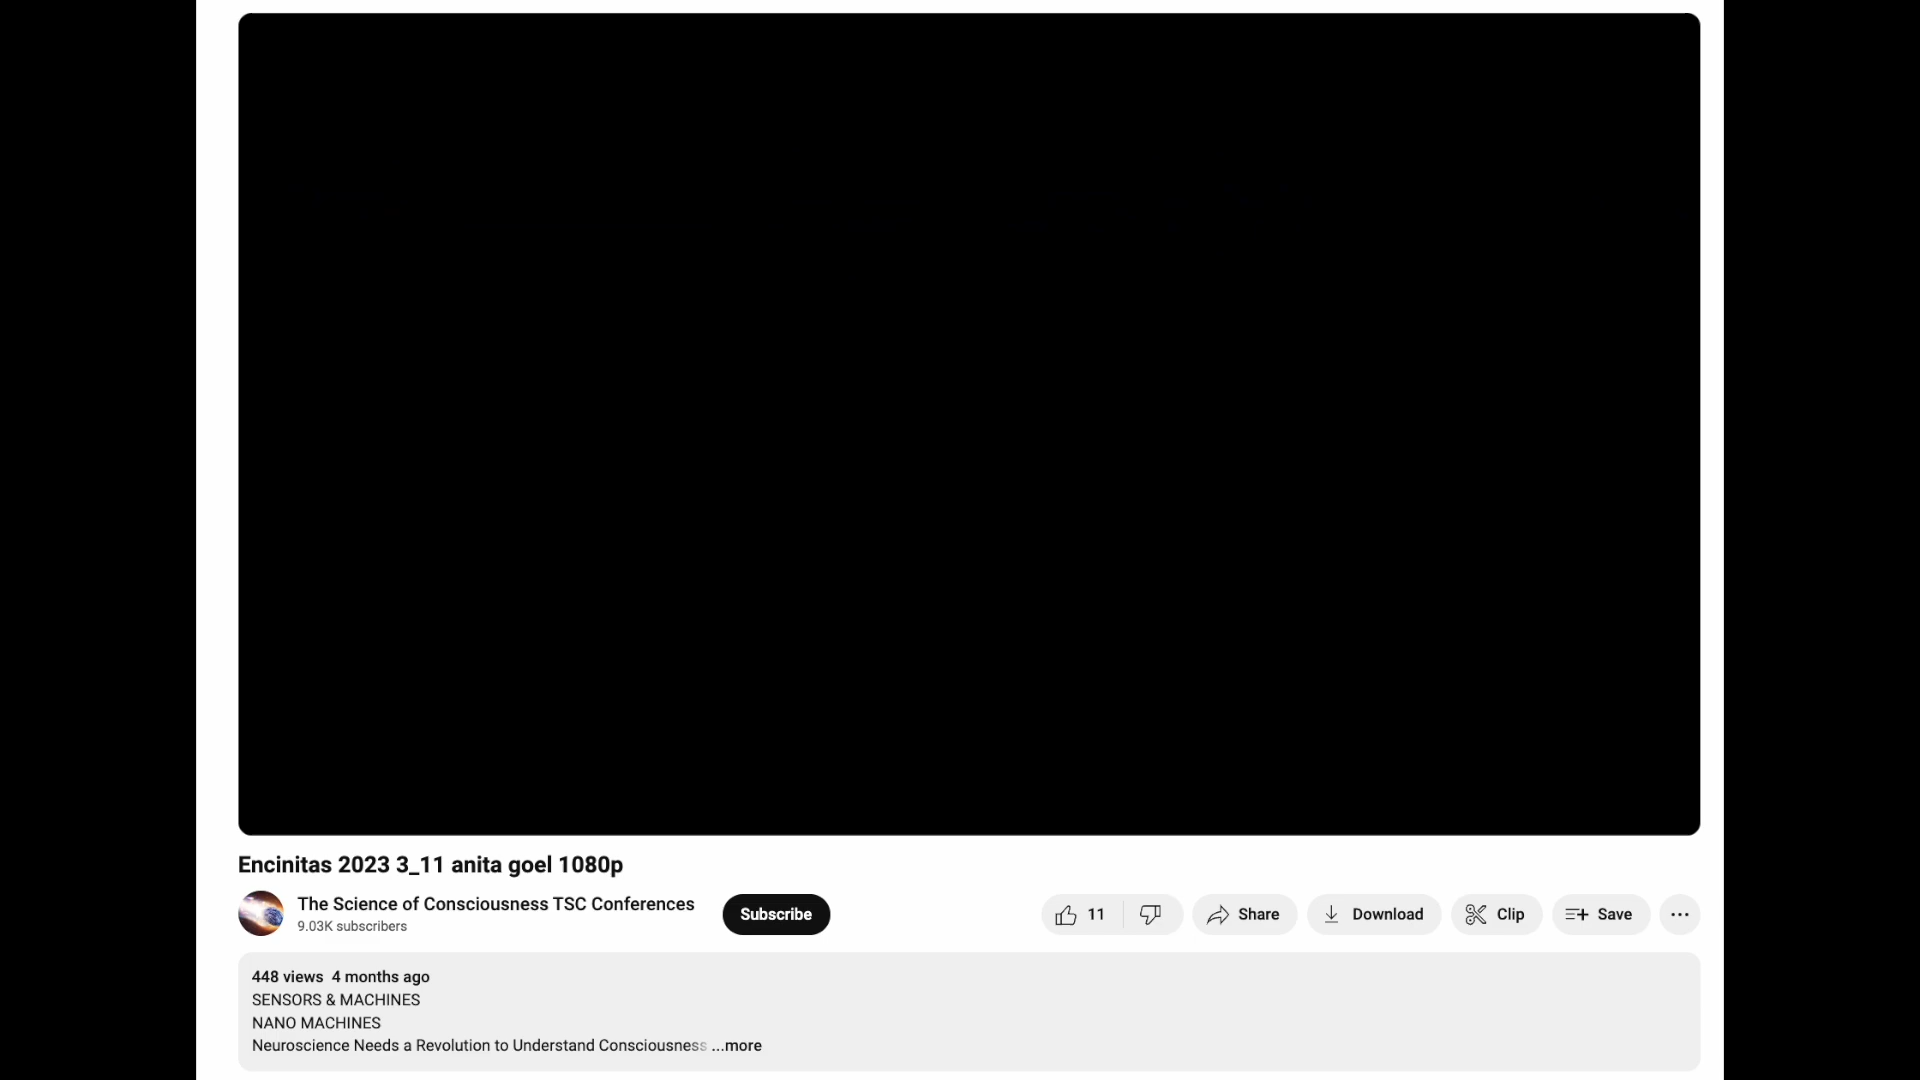 Encinitas 2023 3_11 anita goel 1080p
The Science of Consciousness TSC Conferences
9.03K subscribers
Subscribe
11
Share
Download
Clip
Save
448 views 4 months ago
SENSORS & MACHINES
NANO MACHINES
Neuroscience Needs a Revolution to Understand Consciousness ...more